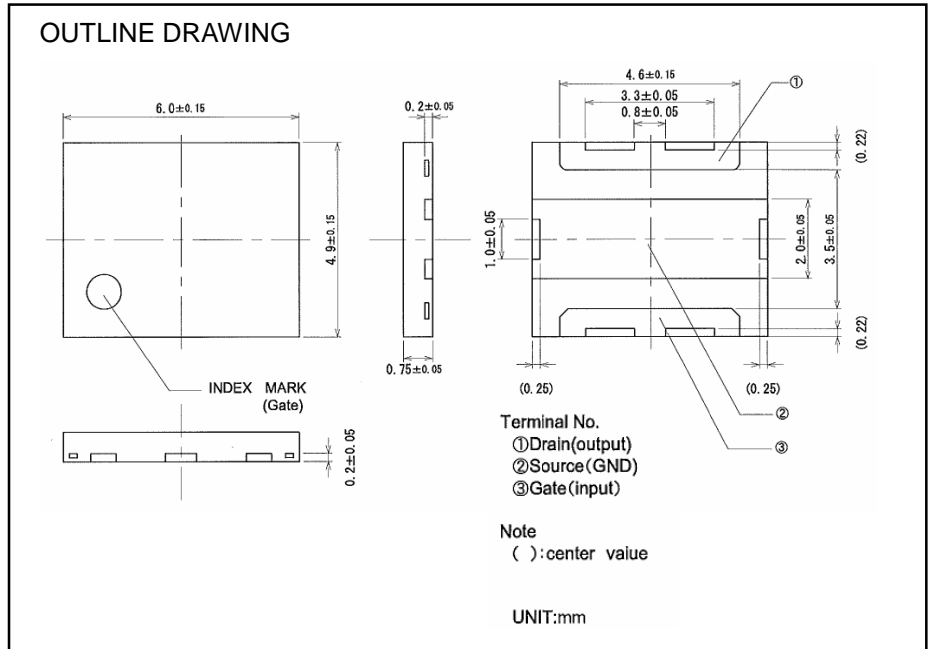 OUTLINE DRAWING
6.0±0.15
4.9±0.15
INDEX MARK
(Gate)
0.2±0.05
0.2±0.05
0.75±0.05
4.6±0.15
3.3±0.05
0.8±0.05
①
(0.22)
1.0±0.05
2.0±0.05
3.5±0.05
(0.22)
(0.25)
(0.25)
②
③
Terminal No.
①Drain(output)
②Source(GND)
③Gate(input)
Note
( ):center value
UNIT:mm